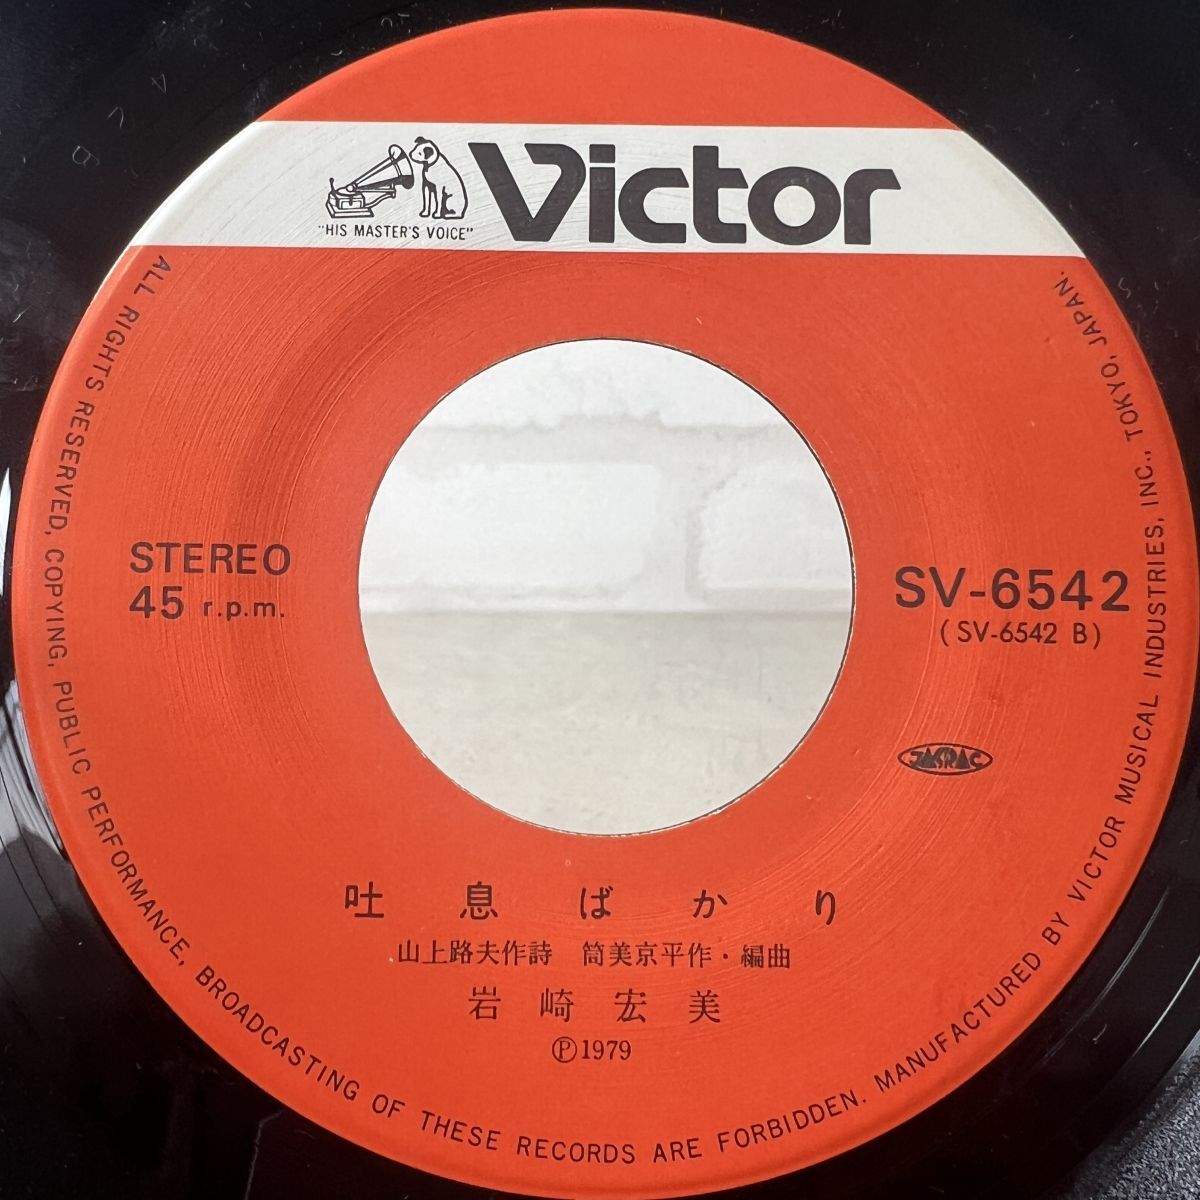 Victor
"HIS MASTER'S VOICE"
STEREO
45 r.p.m.
SV-6542
(SV-6542 B)
JASRAC
吐息ばかり
山上路夫作詩 筒美京平作・編曲
岩崎宏美
Ⓟ1979
ALL RIGHTS RESERVED, COPYING, PUBLIC PERFORMANCE, BROADCASTING OF THESE RECORDS ARE FORBIDDEN. MANUFACTURED BY VICTOR MUSICAL INDUSTRIES, INC., TOKYO, JAPAN.